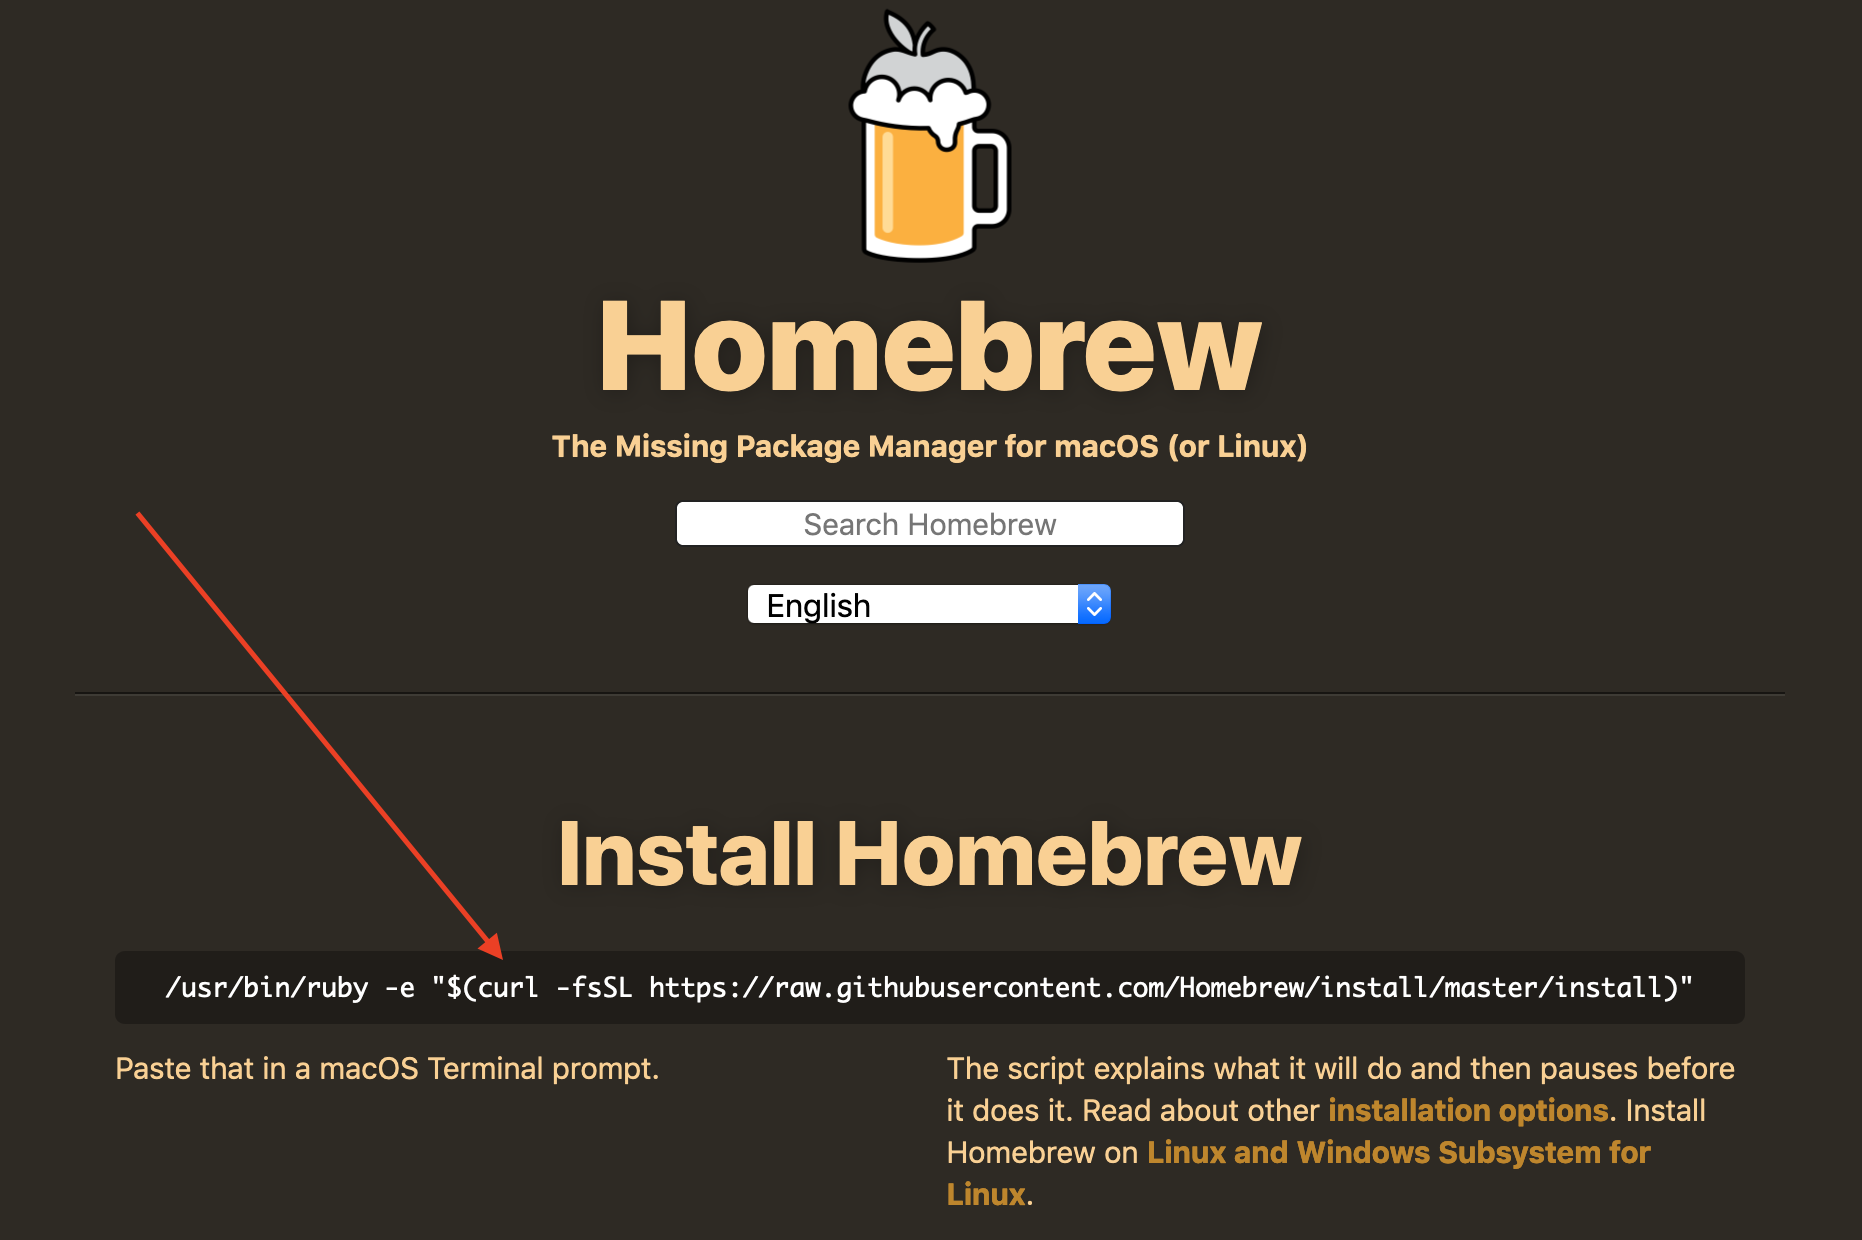 Homebrew
The Missing Package Manager for macOS (or Linux)
Search Homebrew
English
Install Homebrew
/usr/bin/ruby -e "$(curl -fsSL https://raw.githubusercontent.com/Homebrew/install/master/install)"
Paste that in a macOS Terminal prompt.
The script explains what it will do and then pauses before
it does it. Read about other installation options. Install
Homebrew on Linux and Windows Subsystem for
Linux.